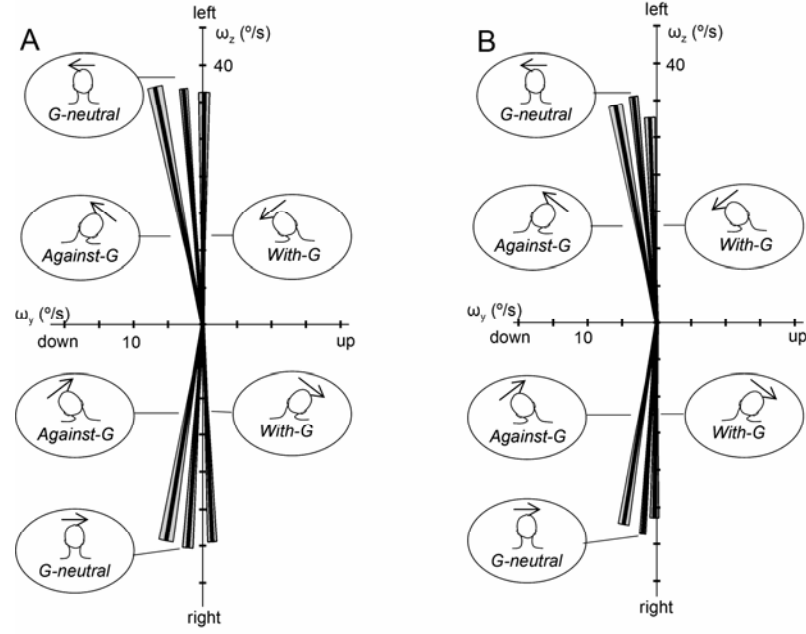 A
left
ωz (º/s)
40
G-neutral
Against-G
With-G
ωy (º/s)
down
10
up
Against-G
With-G
G-neutral
right
B
left
ωz (º/s)
40
G-neutral
Against-G
With-G
ωy (º/s)
down
10
up
Against-G
With-G
G-neutral
right